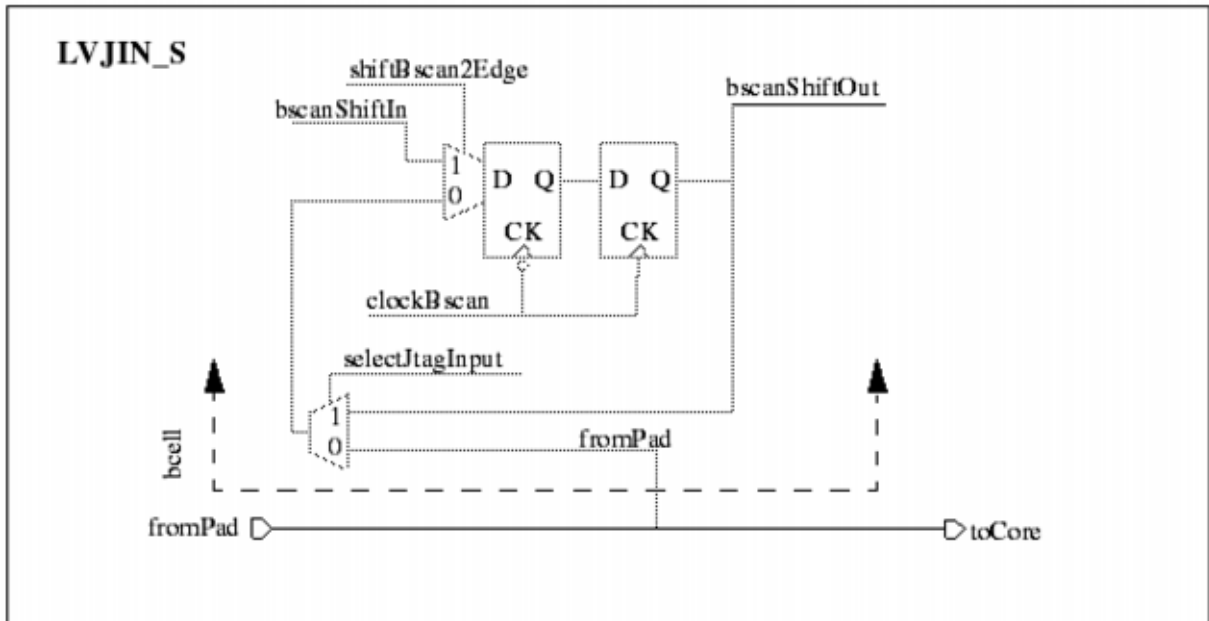 LVJIN_S
shiftBscan2Edge
bscanShiftOut
bscanShiftIn
1
0
D Q
CK
D Q
CK
clockBscan
selectJtagInput
1
0
fromPad
bcell
fromPad
toCore